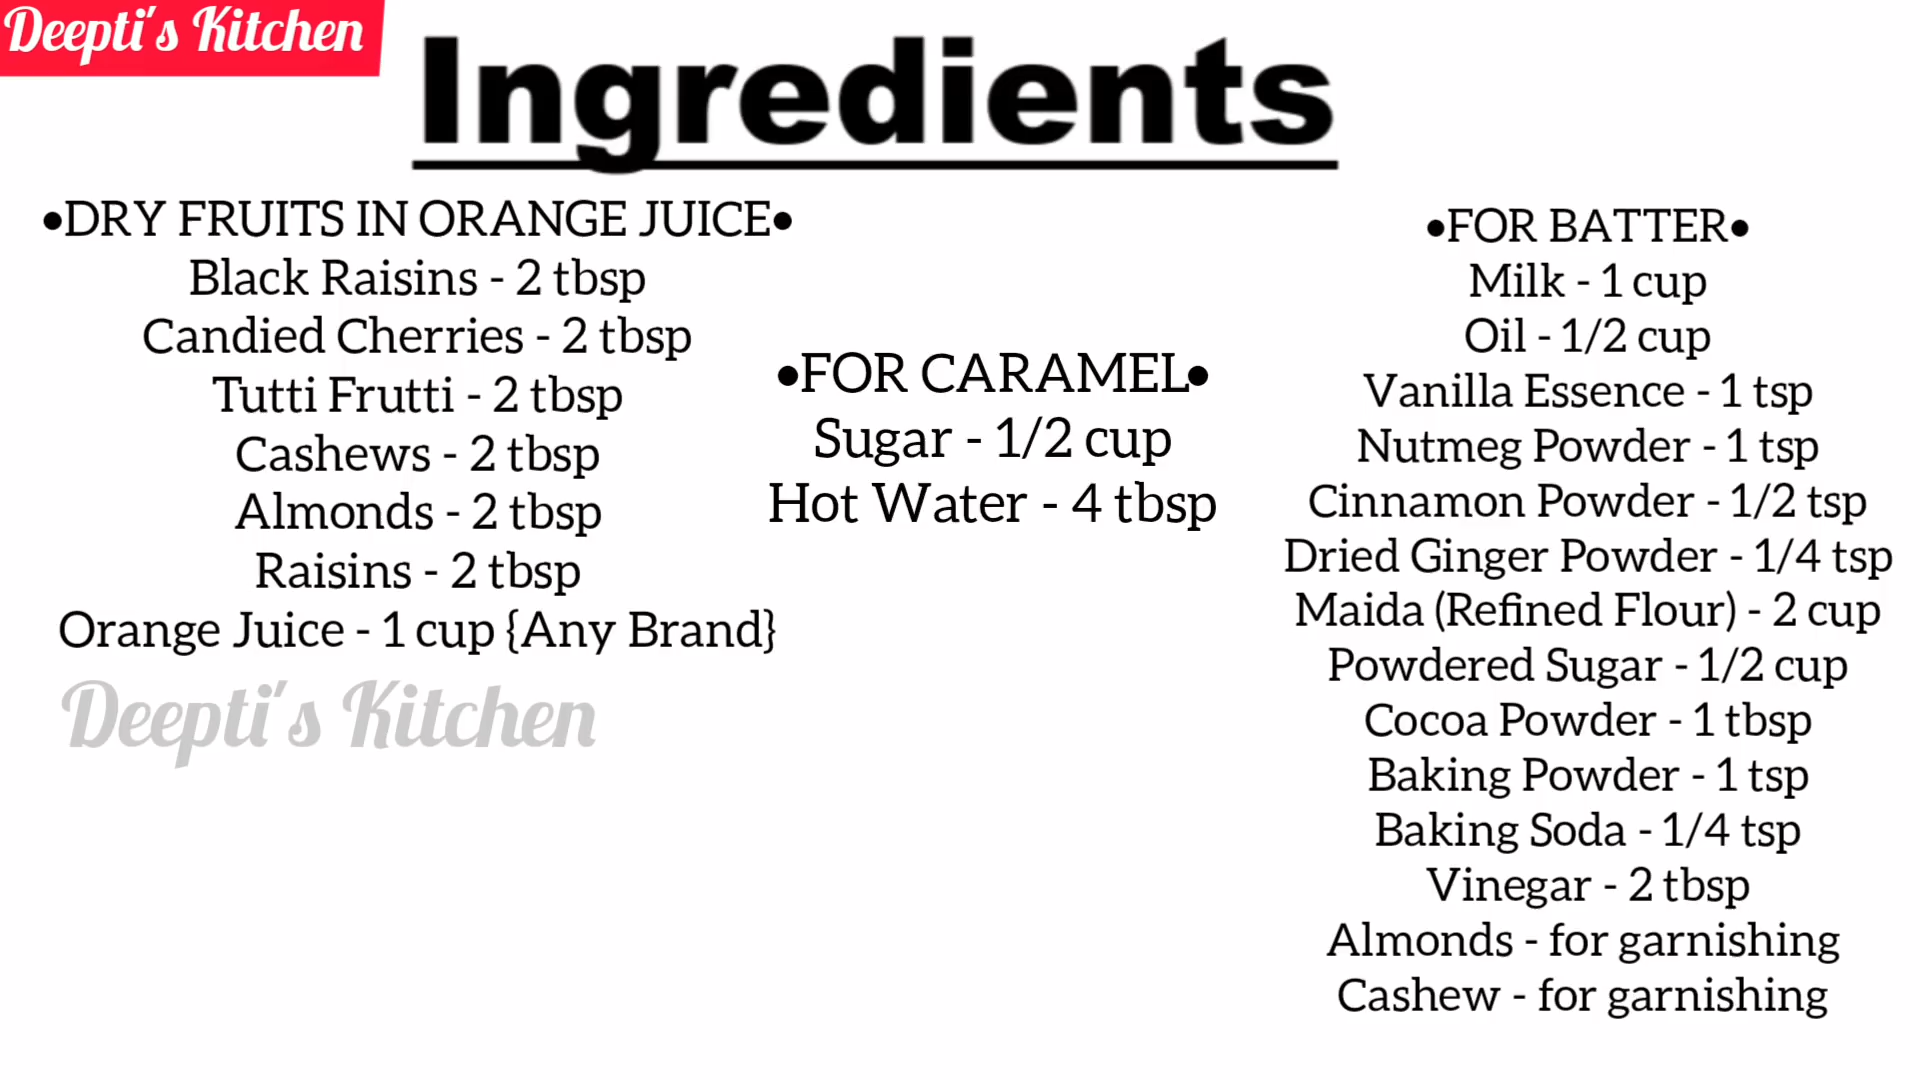 Deepti's Kitchen
Ingredients
•DRY FRUITS IN ORANGE JUICE•
Black Raisins - 2 tbsp
Candied Cherries - 2 tbsp
Tutti Frutti - 2 tbsp
Cashews - 2 tbsp
Almonds - 2 tbsp
Raisins - 2 tbsp
Orange Juice - 1 cup {Any Brand}
Deepti's Kitchen
•FOR CARAMEL•
Sugar - 1/2 cup
Hot Water - 4 tbsp
•FOR BATTER•
Milk - 1 cup
Oil - 1/2 cup
Vanilla Essence - 1 tsp
Nutmeg Powder - 1 tsp
Cinnamon Powder - 1/2 tsp
Dried Ginger Powder - 1/4 tsp
Maida (Refined Flour) - 2 cup
Powdered Sugar - 1/2 cup
Cocoa Powder - 1 tbsp
Baking Powder - 1 tsp
Baking Soda - 1/4 tsp
Vinegar - 2 tbsp
Almonds - for garnishing
Cashew - for garnishing